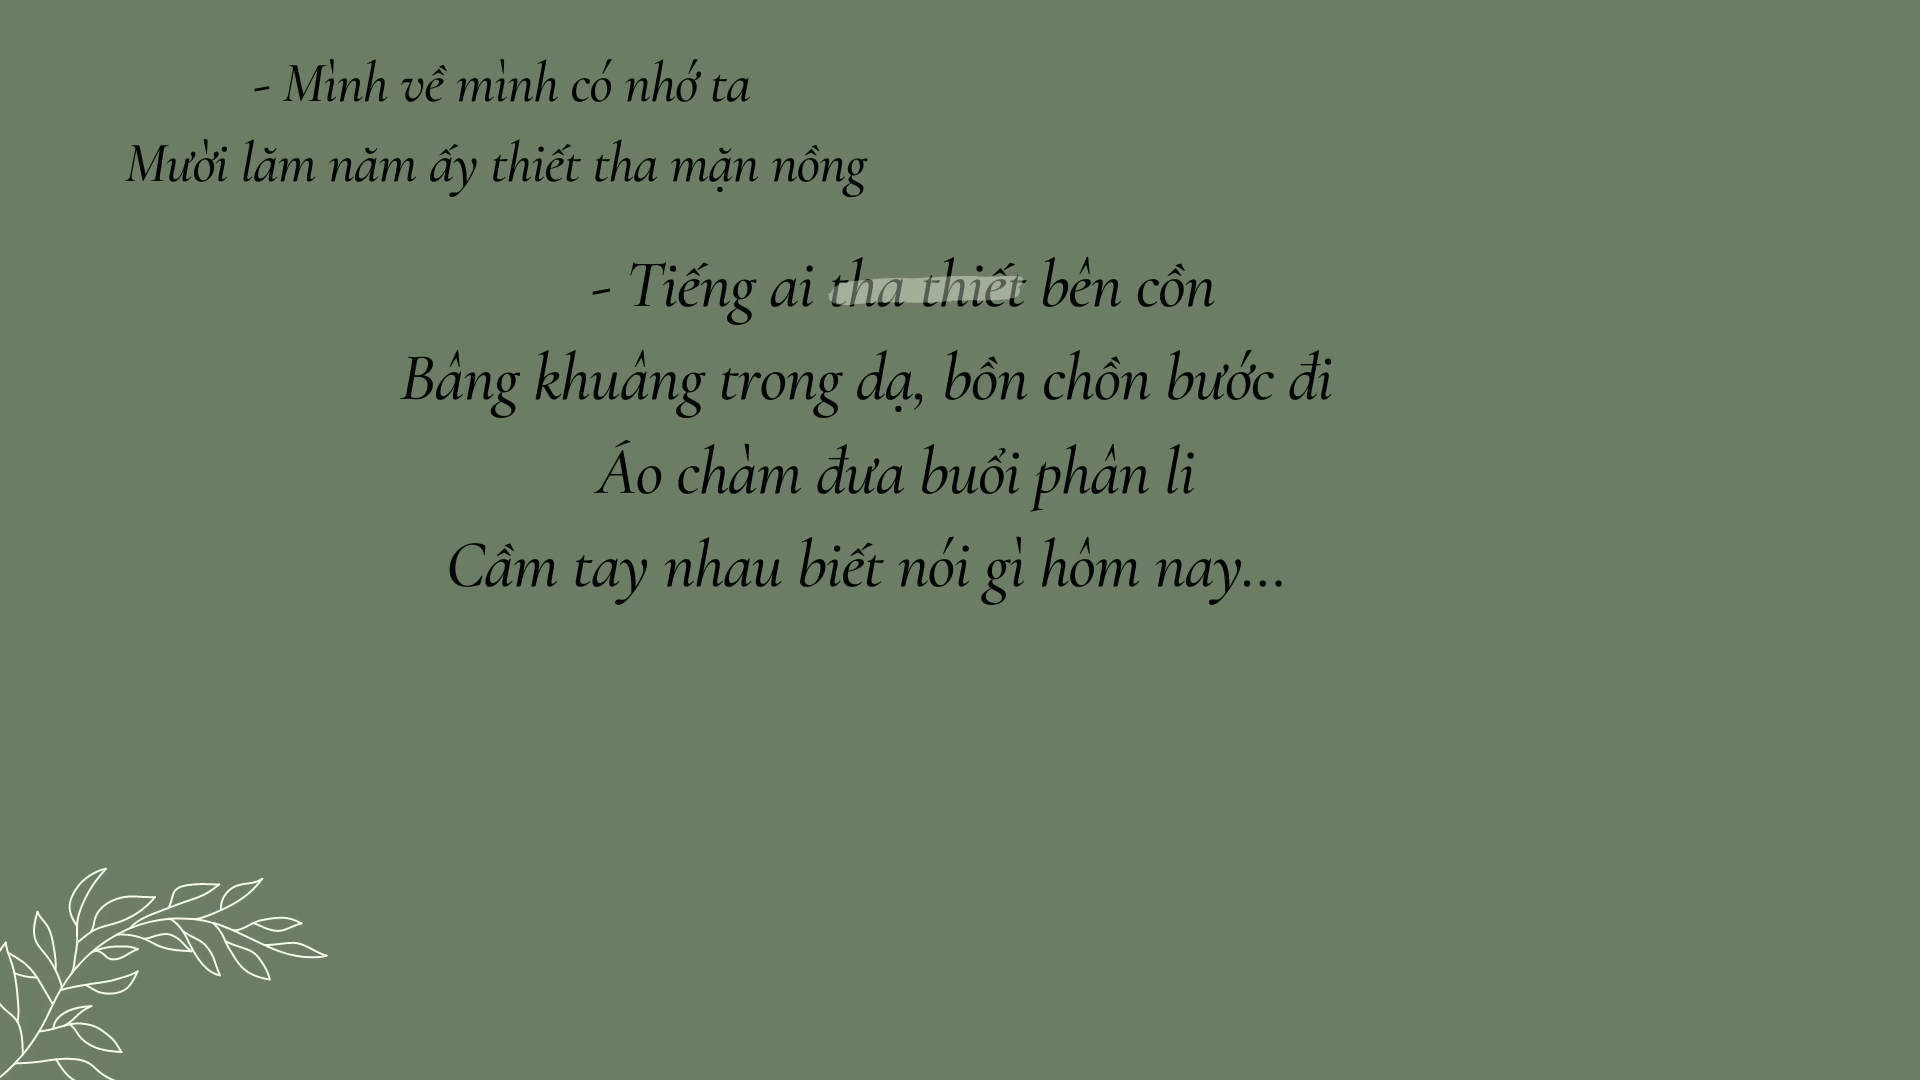 - Mình về mình có nhớ ta
Mười lăm năm ấy thiết tha mặn nồng
- Tiếng ai tha thiết bên cồn
Bâng khuâng trong dạ, bồn chồn bước đi
Áo chàm đưa buổi phân li
Cầm tay nhau biết nói gì hôm nay...